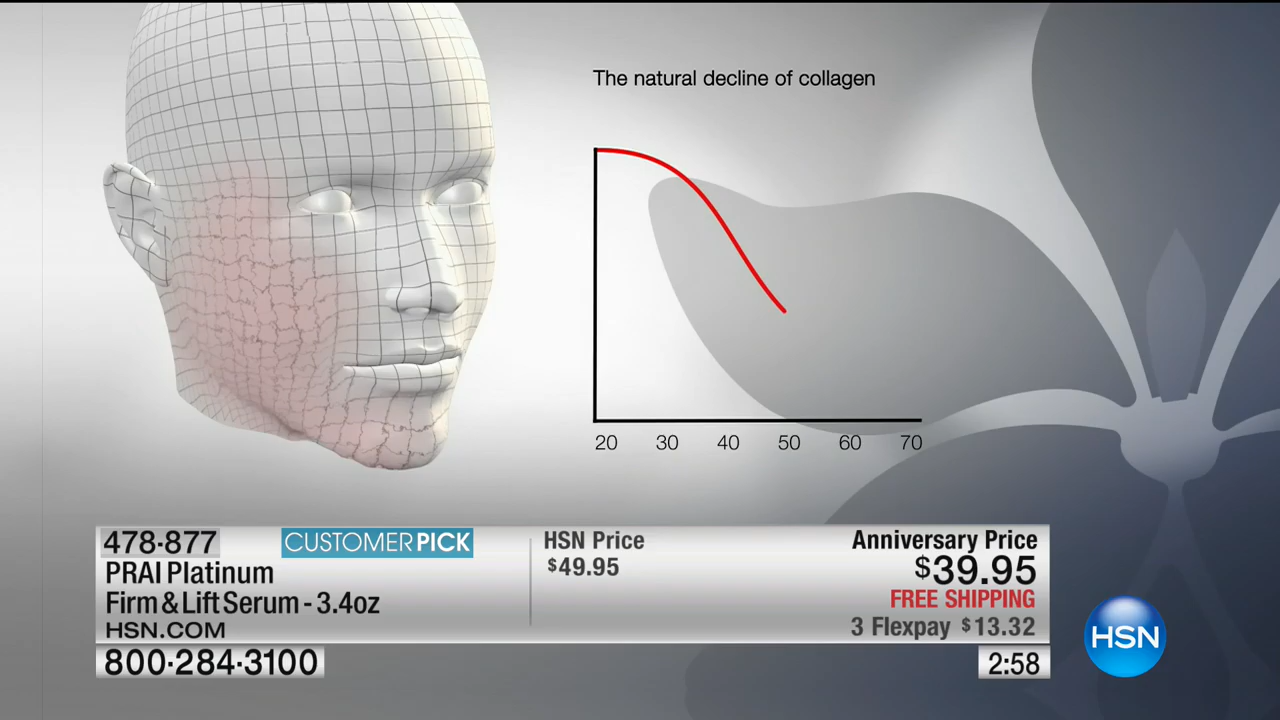 The natural decline of collagen
20 30 40 50 60 70
478-877 CUSTOMER PICK
PRAI Platinum
Firm & Lift Serum - 3.4oz
HSN.COM
800·284·3100
HSN Price
$49.95
Anniversary Price
$39.95
FREE SHIPPING
3 Flexpay $13.32
2:58
HSN